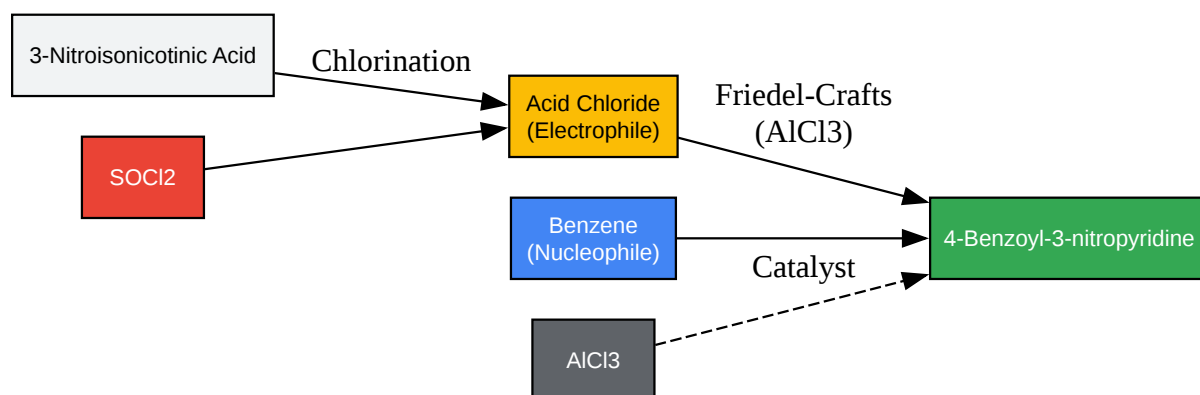 3-Nitroisonicotinic Acid
Chlorination
SOCl2
Acid Chloride
(Electrophile)
Friedel-Crafts
(AlCl3)
Benzene
(Nucleophile)
Catalyst
AlCl3
4-Benzoyl-3-nitropyridine